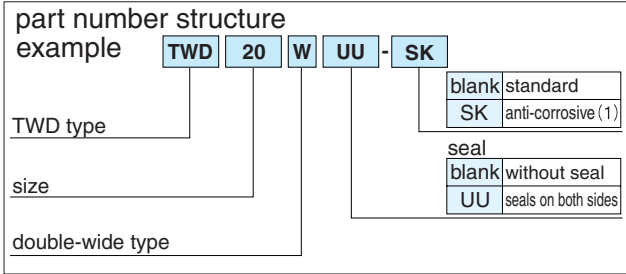 part number structure
example TWD 20 W UU - SK
blank standard
SK anti-corrosive(1)
TWD type
seal
blank without seal
size
UU seals on both sides
double-wide type